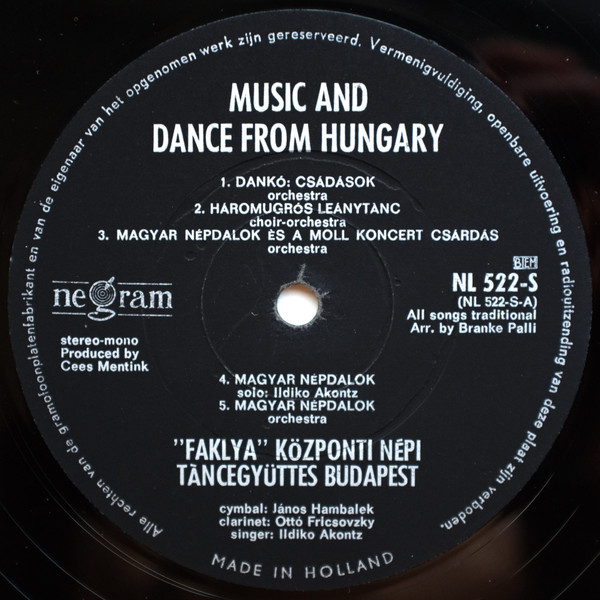 Alle rechten van de gramofoonplatenfabrikant en van de eigenaar van het opgenomen werk zijn gereserveerd. Vermenigvuldiging, openbare uitvoering en radiouitzending van deze plaat zijn verboden.
MUSIC AND
DANCE FROM HUNGARY
1. DANKÓ: CSÁDÁSOK
orchestra
2. HÁROMUGRÓS LEÁNYTÁNC
choir-orchestra
3. MAGYAR NÉPDALOK ÉS A MOLL KONCERT CSÁRDÁS
orchestra
BIEM
negram
NL 522-S
(NL 522-S-A)
All songs traditional
Arr. by Branke Palli
stereo-mono
Produced by
Cees Mentink
4. MAGYAR NÉPDALOK
solo: Ildiko Akontz
5. MAGYAR NÉPDALOK
orchestra
"FAKLYA" KÖZPONTI NÉPI
TÀNCEGYÜTTES BUDAPEST
cymbal: János Hambalek
clarinet: Ottó Fricsovzky
singer: Ildiko Akontz
MADE IN HOLLAND